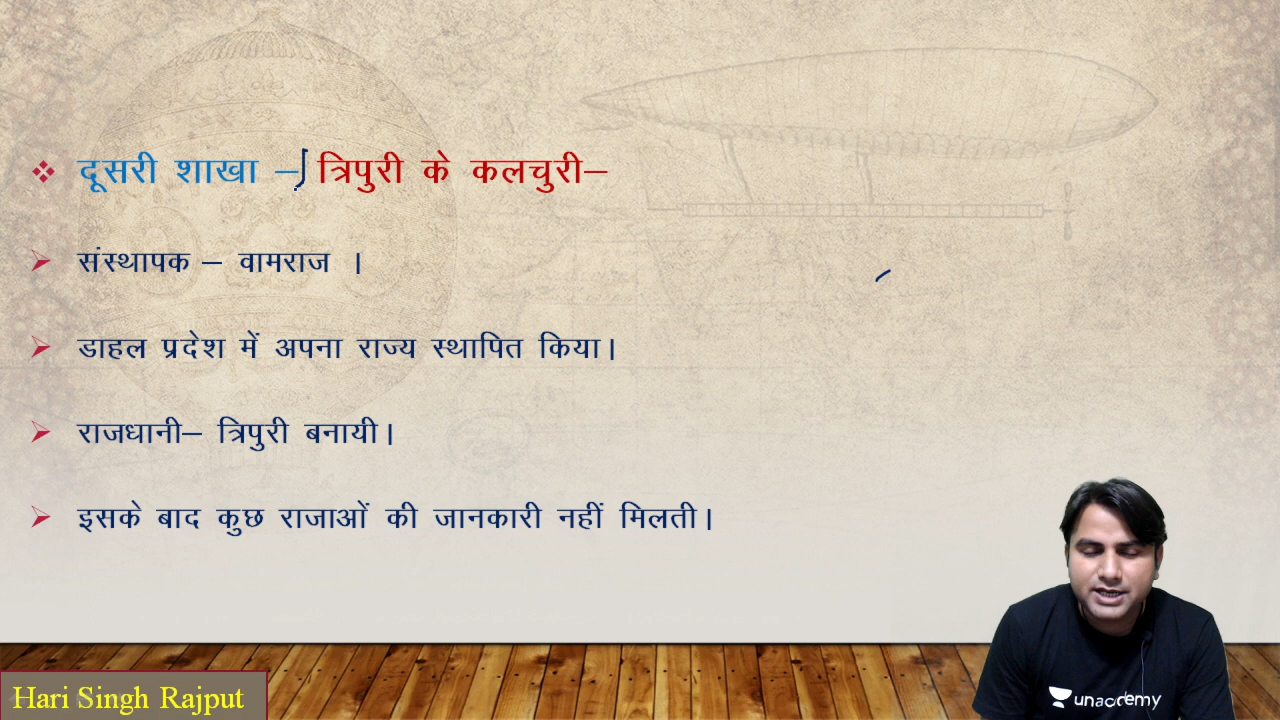 ❖ दूसरी शाखा – त्रिपुरी के कलचुरी–
➢ संस्थापक – वामराज ।
➢ डाहल प्रदेश में अपना राज्य स्थापित किया।
➢ राजधानी– त्रिपुरी बनायी।
➢ इसके बाद कुछ राजाओं की जानकारी नहीं मिलती।
unacademy
Hari Singh Rajput